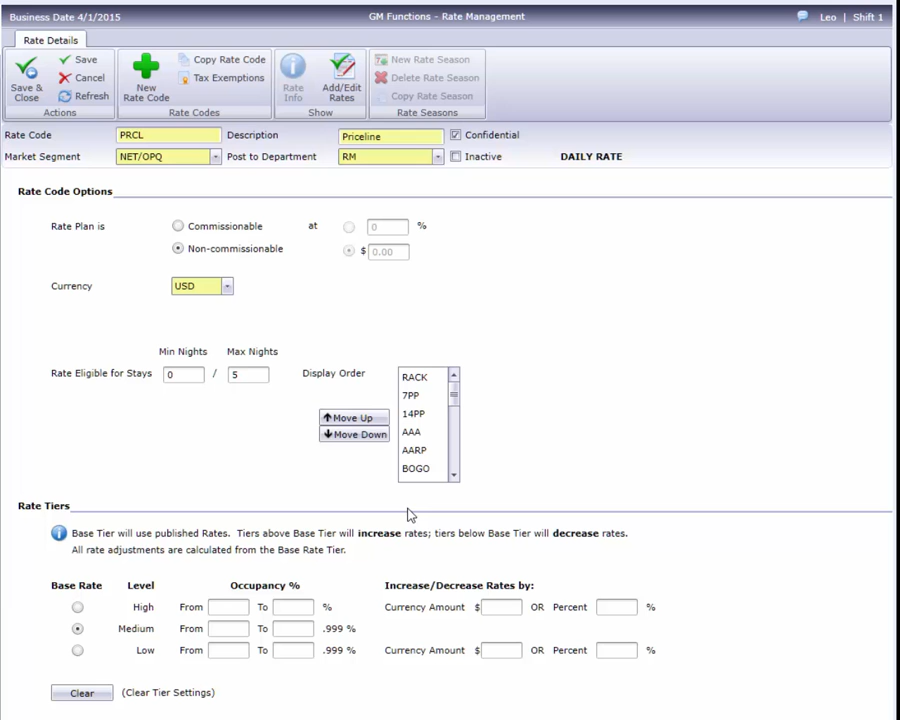 Business Date 4/1/2015 GM Functions - Rate Management Leo | Shift 1
Rate Details
Save & Close Save Cancel Refresh Actions
New Rate Code Copy Rate Code Tax Exemptions Rate Codes
Rate Info Add/Edit Rates Show
New Rate Season Delete Rate Season Copy Rate Season Rate Seasons
Rate Code PRCL Description Priceline Confidential
Market Segment NET/OPQ Post to Department RM Inactive DAILY RATE
Rate Code Options
Rate Plan is Commissionable at 0 %
Non-commissionable $ 0.00
Currency USD
Min Nights Max Nights
Rate Eligible for Stays 0 / 5 Display Order
RACK
7PP
14PP
AAA
AARP
BOGO
Move Up
Move Down
Rate Tiers
Base Tier will use published Rates. Tiers above Base Tier will increase rates; tiers below Base Tier will decrease rates.
All rate adjustments are calculated from the Base Rate Tier.
Base Rate Level Occupancy % Increase/Decrease Rates by:
High From To % Currency Amount $ OR Percent %
Medium From To .999 %
Low From To .999 % Currency Amount $ OR Percent %
Clear (Clear Tier Settings)